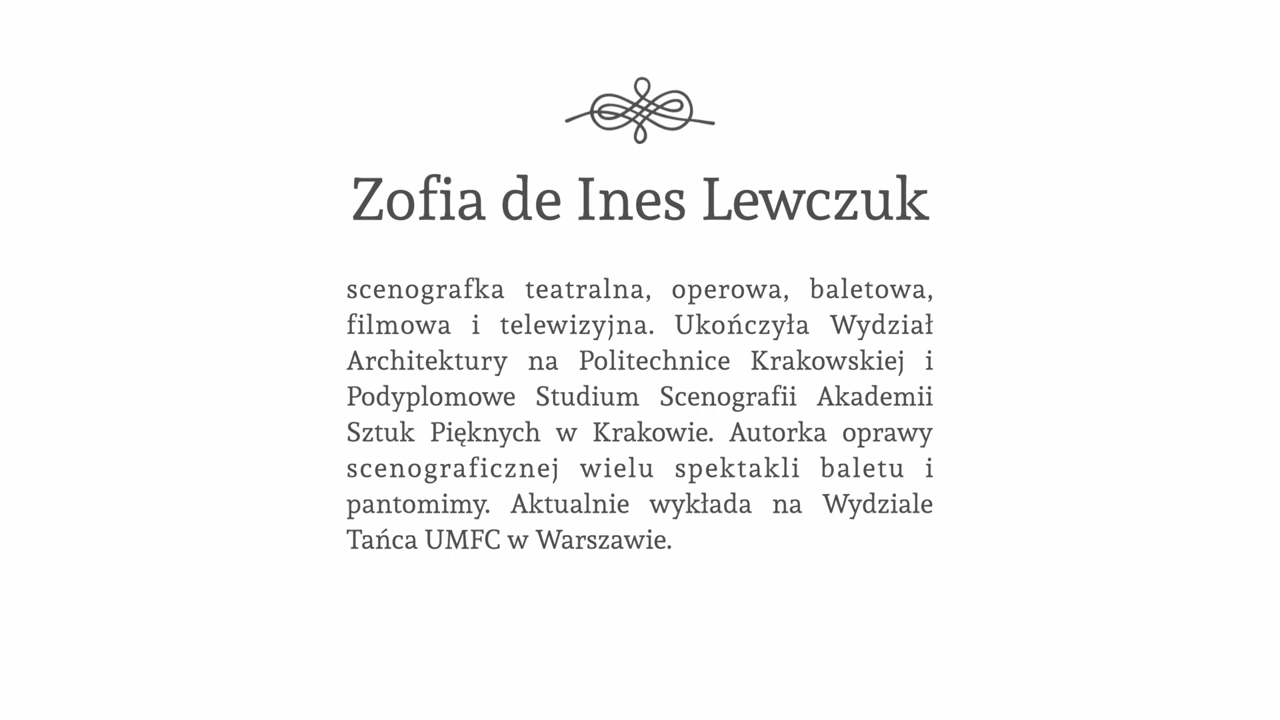 Zofia de Ines Lewczuk
scenografka teatralna, operowa, baletowa,
filmowa i telewizyjna. Ukończyła Wydział
Architektury na Politechnice Krakowskiej i
Podyplomowe Studium Scenografii Akademii
Sztuk Pięknych w Krakowie. Autorka oprawy
scenograficznej wielu spektakli baletu i
pantomimy. Aktualnie wykłada na Wydziale
Tańca UMFC w Warszawie.